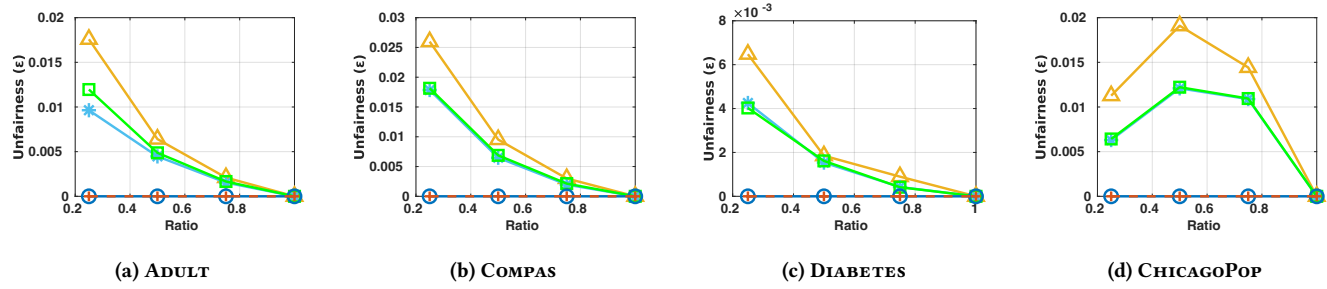 0.02
0.015
0.01
0.005
0
0.2 0.4 0.6 0.8
Unfairness (ε)
Ratio
(a) Adult
0.03
0.025
0.02
0.015
0.01
0.005
0
0.2 0.4 0.6 0.8
Unfairness (ε)
Ratio
(b) Compas
×10 -3
8
6
4
2
0
0.2 0.4 0.6 0.8 1
Unfairness (ε)
Ratio
(c) Diabetes
0.02
0.015
0.01
0.005
0
0.2 0.4 0.6 0.8
Unfairness (ε)
Ratio
(d) ChicagoPop